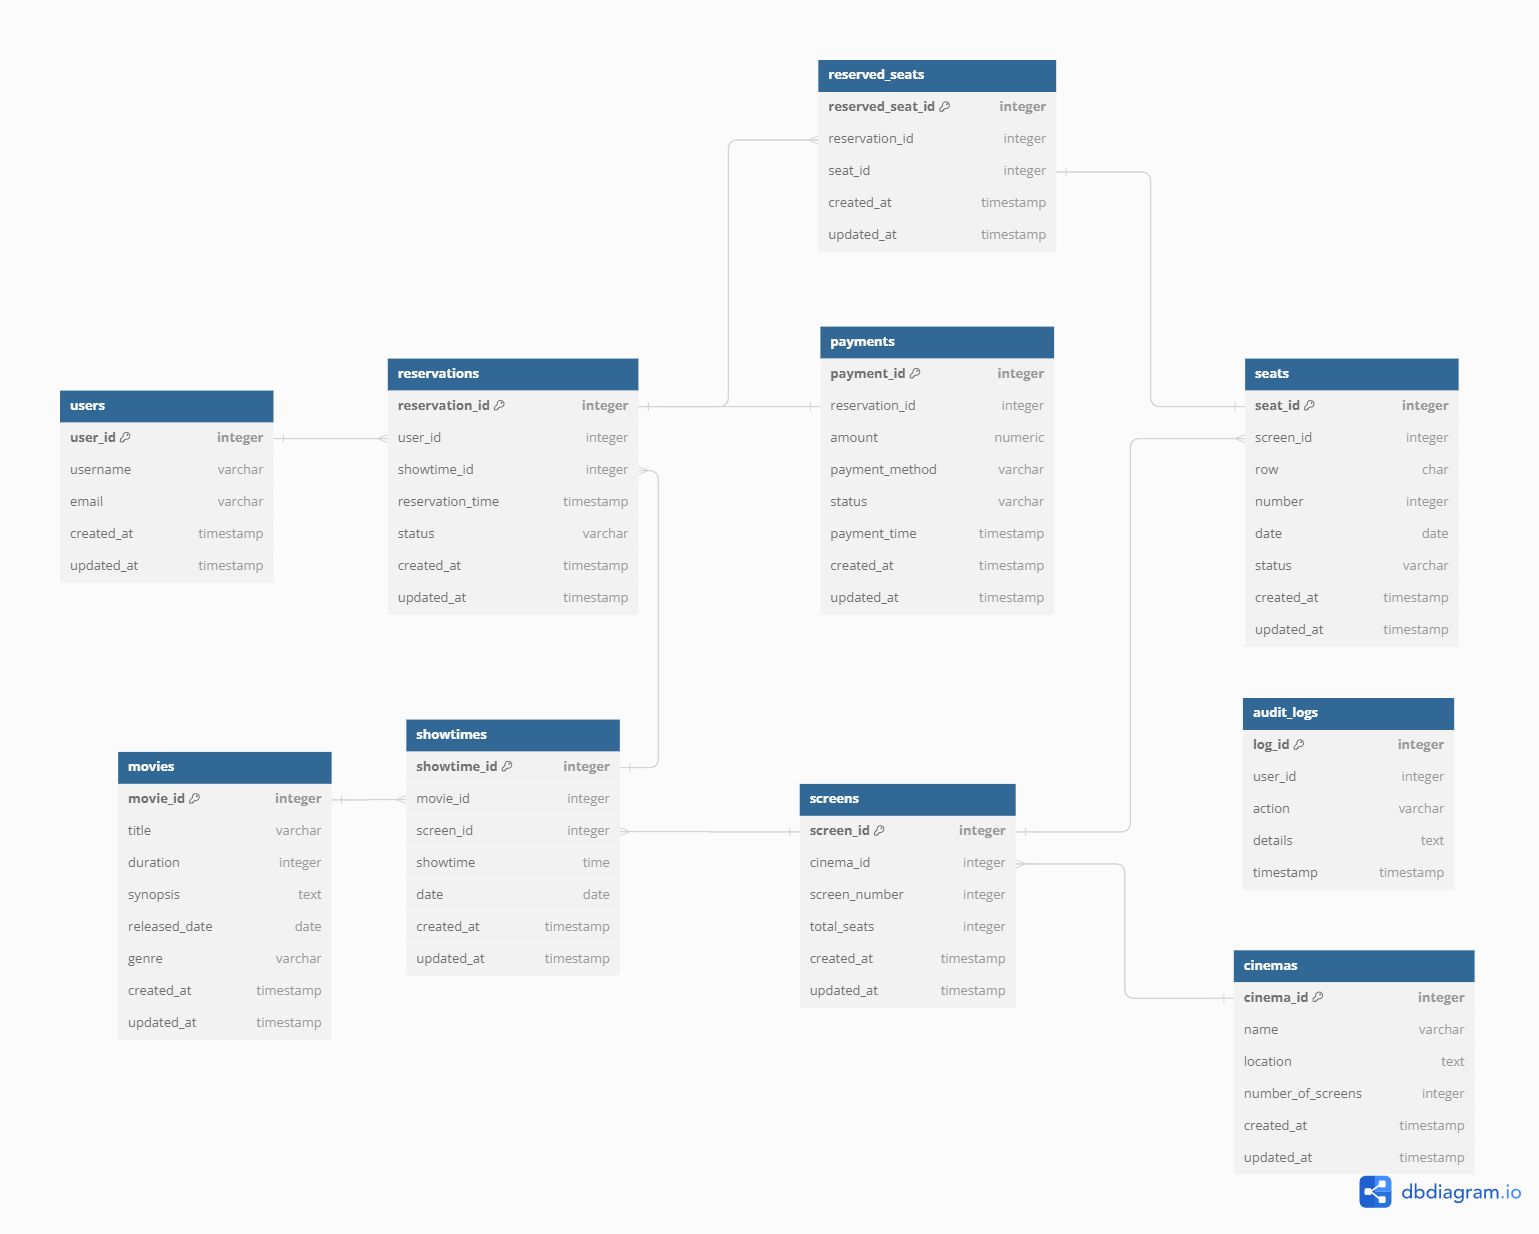 reserved_seats
reserved_seat_id integer
reservation_id integer
seat_id integer
created_at timestamp
updated_at timestamp
payments
payment_id integer
reservation_id integer
amount numeric
payment_method varchar
status varchar
payment_time timestamp
created_at timestamp
updated_at timestamp
reservations
reservation_id integer
user_id integer
showtime_id integer
reservation_time timestamp
status varchar
created_at timestamp
updated_at timestamp
seats
seat_id integer
screen_id integer
row char
number integer
date date
status varchar
created_at timestamp
updated_at timestamp
users
user_id integer
username varchar
email varchar
created_at timestamp
updated_at timestamp
audit_logs
log_id integer
user_id integer
action varchar
details text
timestamp timestamp
showtimes
showtime_id integer
movie_id integer
screen_id integer
showtime time
date date
created_at timestamp
updated_at timestamp
movies
movie_id integer
title varchar
duration integer
synopsis text
released_date date
genre varchar
created_at timestamp
updated_at timestamp
screens
screen_id integer
cinema_id integer
screen_number integer
total_seats integer
created_at timestamp
updated_at timestamp
cinemas
cinema_id integer
name varchar
location text
number_of_screens integer
created_at timestamp
updated_at timestamp
dbdiagram.io